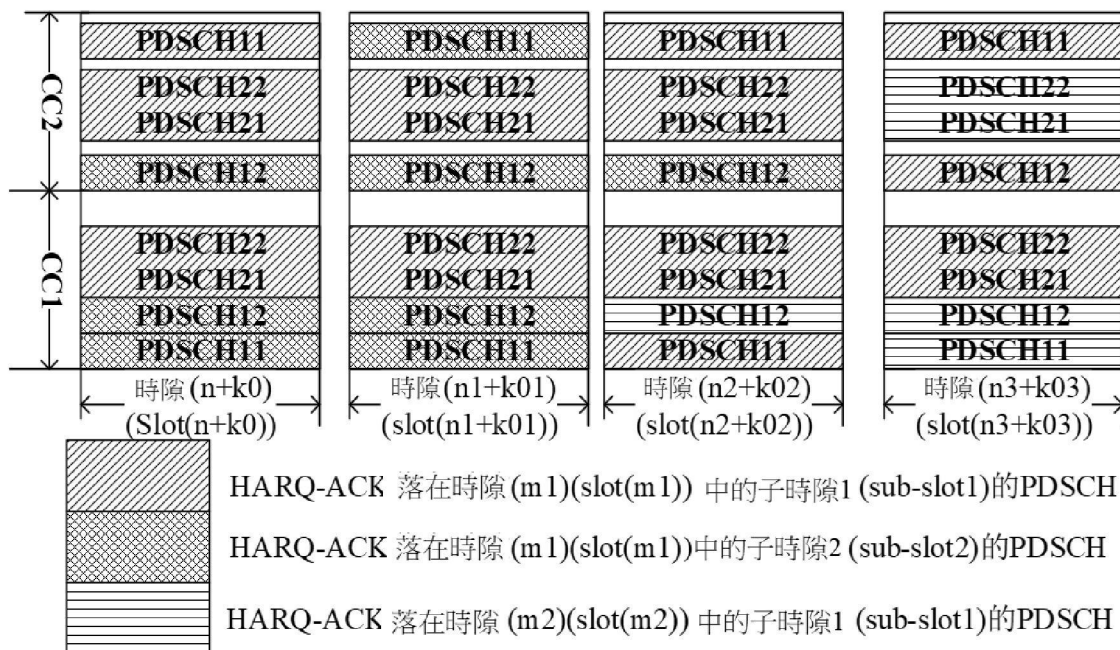 CC2
PDSCH11
PDSCH22
PDSCH21
PDSCH12
PDSCH11
PDSCH22
PDSCH21
PDSCH12
PDSCH11
PDSCH22
PDSCH21
PDSCH12
PDSCH11
PDSCH22
PDSCH21
PDSCH12
CC1
PDSCH22
PDSCH21
PDSCH12
PDSCH11
PDSCH22
PDSCH21
PDSCH12
PDSCH11
PDSCH22
PDSCH21
PDSCH12
PDSCH11
PDSCH22
PDSCH21
PDSCH12
PDSCH11
時隙(n+k0)
(Slot(n+k0))
時隙(n1+k01)
(slot(n1+k01))
時隙(n2+k02)
(slot(n2+k02))
時隙(n3+k03)
(slot(n3+k03))
HARQ-ACK 落在時隙(m1)(slot(m1)) 中的子時隙1 (sub-slot1)的PDSCH
HARQ-ACK 落在時隙(m1)(slot(m1))中的子時隙2 (sub-slot2)的PDSCH
HARQ-ACK 落在時隙(m2)(slot(m2)) 中的子時隙1 (sub-slot1)的PDSCH